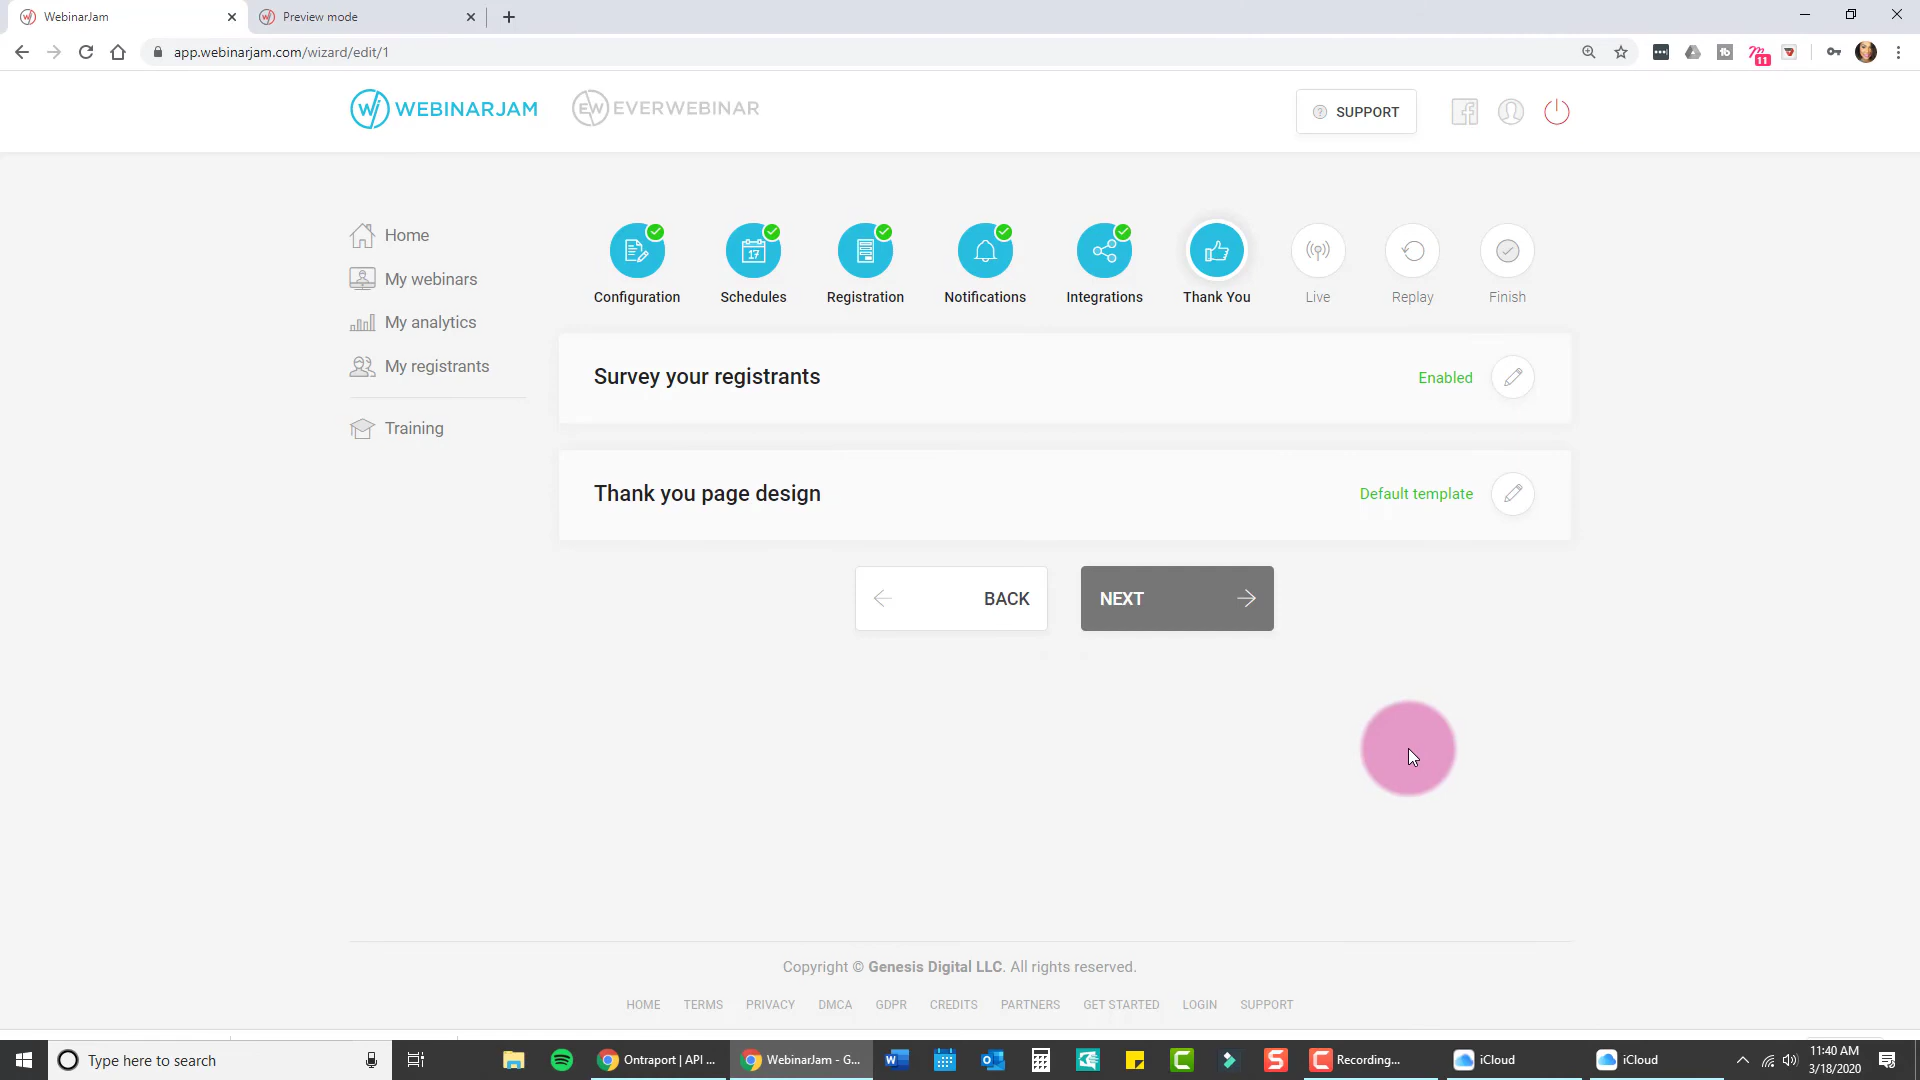 WebinarJam
Preview mode
app.webinarjam.com/wizard/edit/1
11
WEBINARJAM
EVERWEBINAR
SUPPORT
Home
My webinars
My analytics
My registrants
Training
17
Configuration
Schedules
Registration
Notifications
Integrations
Thank You
Live
Replay
Finish
Survey your registrants
Enabled
Thank you page design
Default template
BACK
NEXT
Copyright © Genesis Digital LLC. All rights reserved.
HOME TERMS PRIVACY DMCA GDPR CREDITS PARTNERS GET STARTED LOGIN SUPPORT
Type here to search
Ontraport | API ...
WebinarJam - G...
Recording...
iCloud
iCloud
11:40 AM
3/18/2020